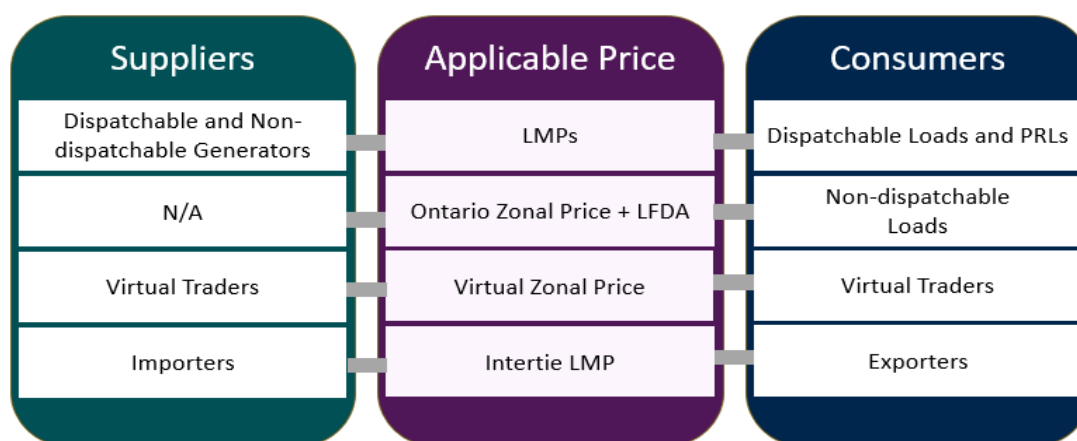 Suppliers
Applicable Price
Consumers
Dispatchable and Non-
dispatchable Generators
LMPs
Dispatchable Loads and PRLs
N/A
Ontario Zonal Price + LFDA
Non-dispatchable
Loads
Virtual Traders
Virtual Zonal Price
Virtual Traders
Importers
Intertie LMP
Exporters